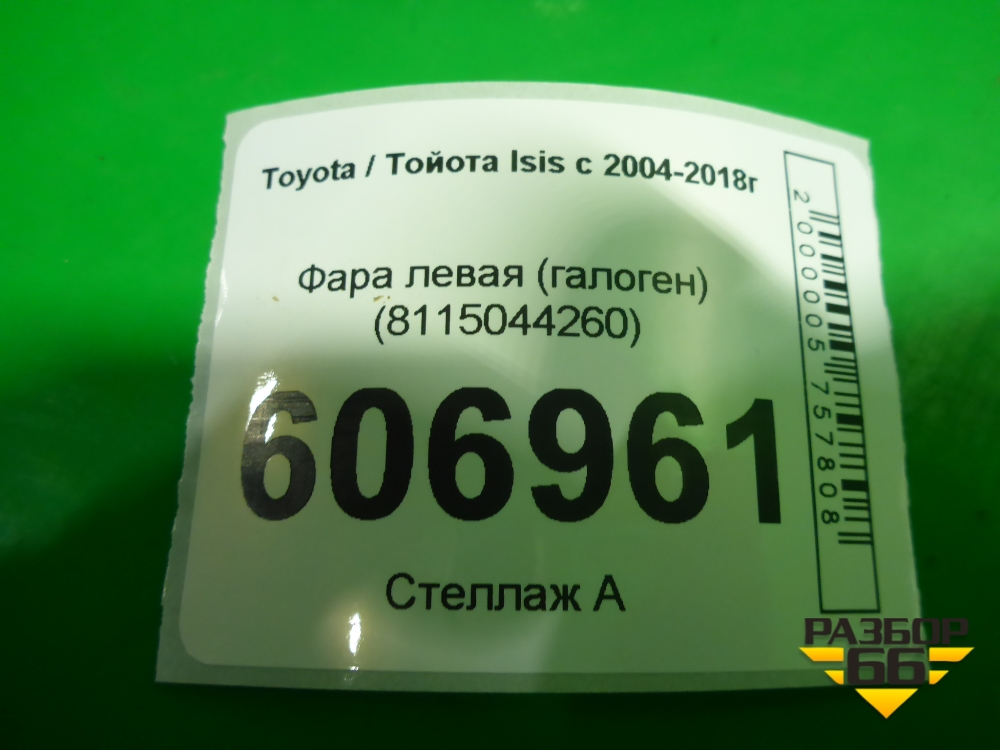 Toyota / Тойота Isis с 2004-2018г
Фара левая (галоген)
(8115044260)
606961
Стеллаж А
2000005757808
РАЗБОР
66